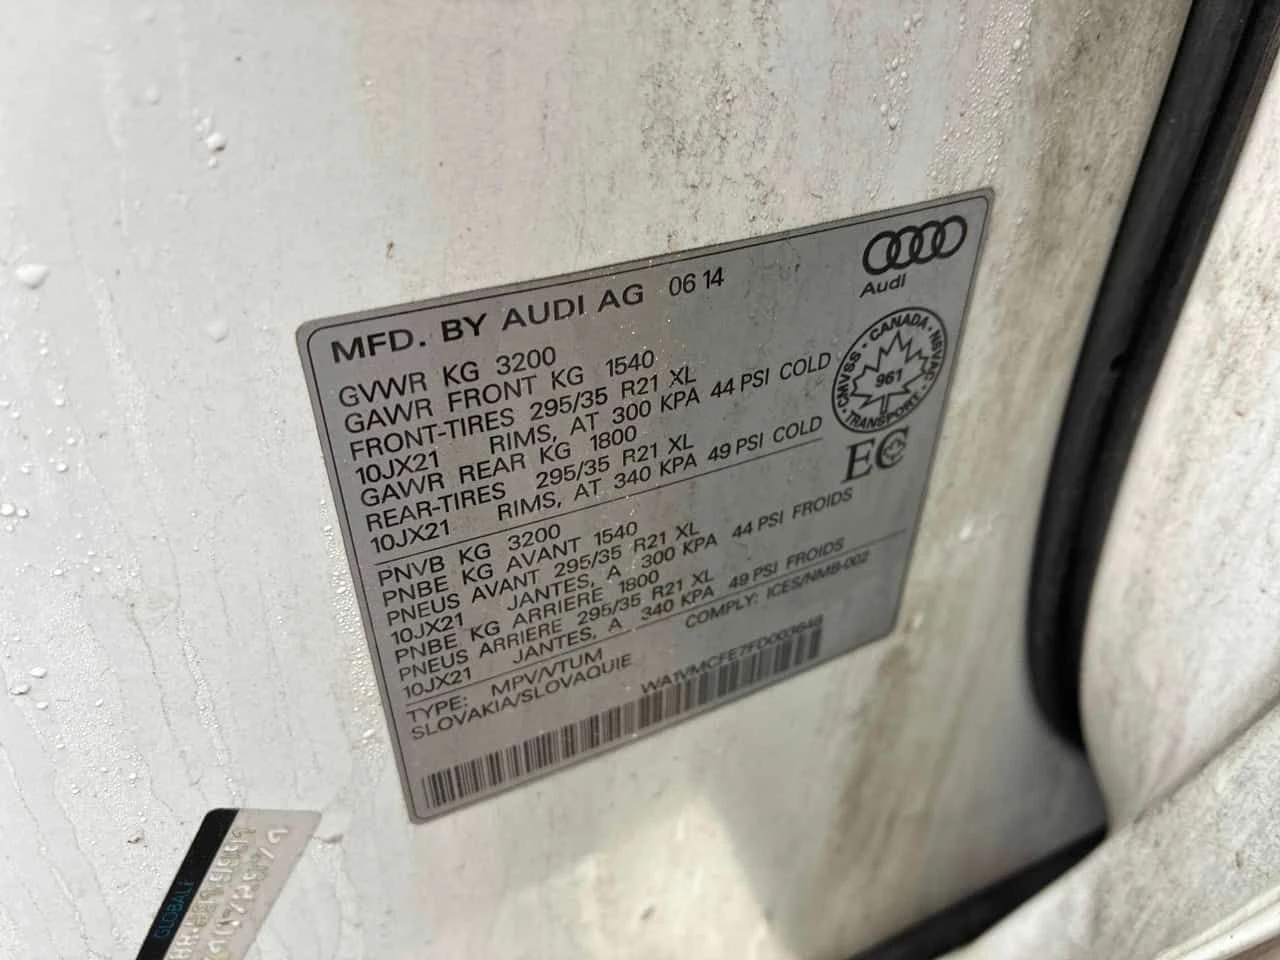 MFD. BY AUDI AG 06 14
Audi
GVWR KG 3200
GAWR FRONT KG 1540
FRONT-TIRES 295/35 R21 XL
10JX21 RIMS, AT 300 KPA 44 PSI COLD
GAWR REAR KG 1800
REAR-TIRES 295/35 R21 XL
10JX21 RIMS, AT 340 KPA 49 PSI COLD
CANADA · NSVAC · TRANSPORT · CMVSS ·
961
EC
PNVB KG 3200
PNBE KG AVANT 1540
PNEUS AVANT 295/35 R21 XL
10JX21 JANTES, A 300 KPA 44 PSI FROIDS
PNBE KG ARRIERE 1800
PNEUS ARRIERE 295/35 R21 XL
10JX21 JANTES, A 340 KPA 49 PSI FROIDS
TYPE: MPV/VTUM COMPLY: ICES/NMB-002
SLOVAKIA/SLOVAQUIE WA1VMCFE7FD003646
GLOBAL